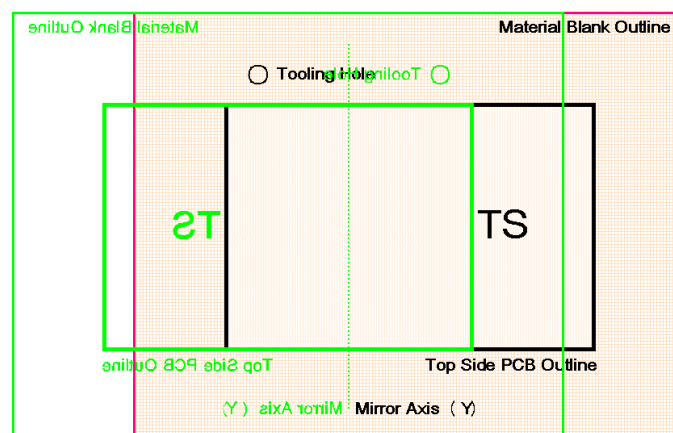 Material Blank Outline Material Blank Outline
Tooling Hole Tooling Hole
TS TS
Top Side PCB Outline Top Side PCB Outline
Mirror Axis (Y) Mirror Axis (Y)